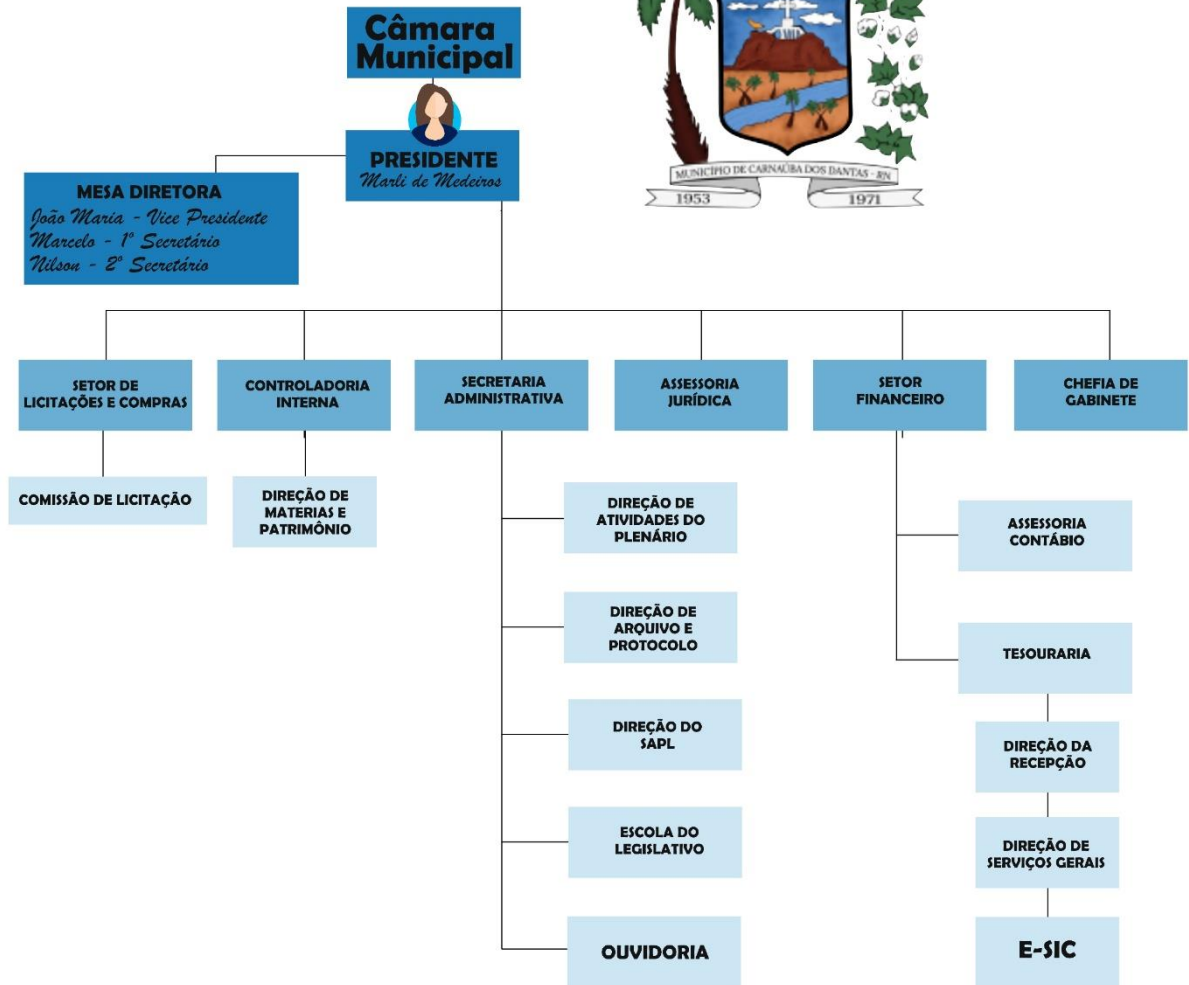 Câmara
Municipal
PRESIDENTE
Marli de Medeiros
MUNICÍPIO DE CARNAÚBA DOS DANTAS - RN
1953
1971
MESA DIRETORA
João Maria - Vice Presidente
Marcelo - 1º Secretário
Nilson - 2º Secretário
SETOR DE
LICITAÇÕES E COMPRAS
CONTROLADORIA
INTERNA
SECRETARIA
ADMINISTRATIVA
ASSESSORIA
JURÍDICA
SETOR
FINANCEIRO
CHEFIA DE
GABINETE
COMISSÃO DE LICITAÇÃO
DIREÇÃO DE
MATERIAS E
PATRIMÔNIO
DIREÇÃO DE
ATIVIDADES DO
PLENÁRIO
DIREÇÃO DE
ARQUIVO E
PROTOCOLO
DIREÇÃO DO
SAPL
ESCOLA DO
LEGISLATIVO
OUVIDORIA
ASSESSORIA
CONTÁBIO
TESOURARIA
DIREÇÃO DA
RECEPÇÃO
DIREÇÃO DE
SERVIÇOS GERAIS
E-SIC